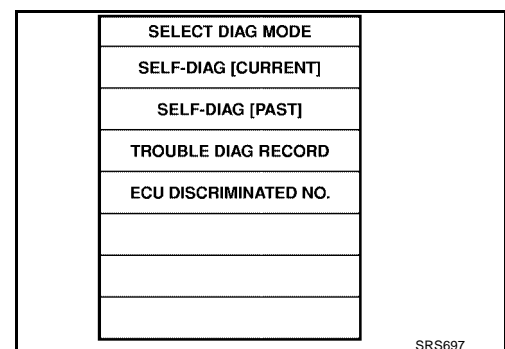 SELECT DIAG MODE
SELF-DIAG [CURRENT]
SELF-DIAG [PAST]
TROUBLE DIAG RECORD
ECU DISCRIMINATED NO.
SRS697